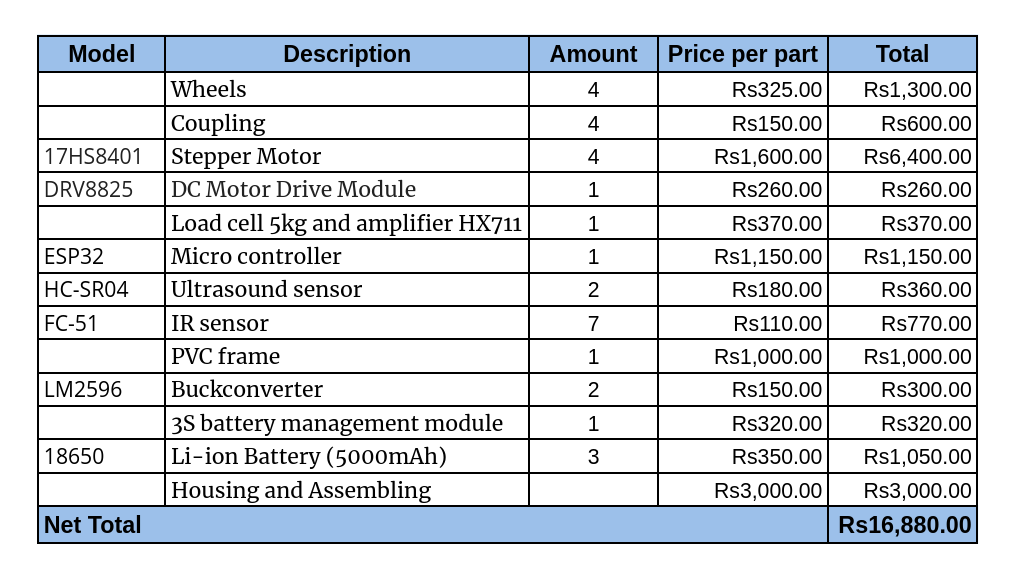 Model Description Amount Price per part Total
Wheels 4 Rs325.00 Rs1,300.00
Coupling 4 Rs150.00 Rs600.00
17HS8401 Stepper Motor 4 Rs1,600.00 Rs6,400.00
DRV8825 DC Motor Drive Module 1 Rs260.00 Rs260.00
Load cell 5kg and amplifier HX711 1 Rs370.00 Rs370.00
ESP32 Micro controller 1 Rs1,150.00 Rs1,150.00
HC-SR04 Ultrasound sensor 2 Rs180.00 Rs360.00
FC-51 IR sensor 7 Rs110.00 Rs770.00
PVC frame 1 Rs1,000.00 Rs1,000.00
LM2596 Buckconverter 2 Rs150.00 Rs300.00
3S battery management module 1 Rs320.00 Rs320.00
18650 Li-ion Battery (5000mAh) 3 Rs350.00 Rs1,050.00
Housing and Assembling Rs3,000.00 Rs3,000.00
Net Total Rs16,880.00